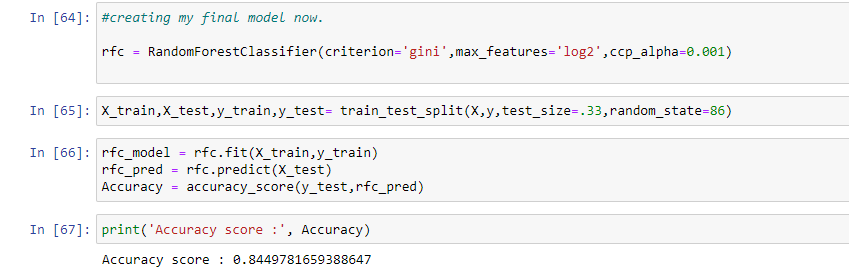 In [64]: #creating my final model now.
rfc = RandomForestClassifier(criterion='gini',max_features='log2',ccp_alpha=0.001)
In [65]: X_train,X_test,y_train,y_test= train_test_split(X,y,test_size=.33,random_state=86)
In [66]: rfc_model = rfc.fit(X_train,y_train)
rfc_pred = rfc.predict(X_test)
Accuracy = accuracy_score(y_test,rfc_pred)
In [67]: print('Accuracy score :', Accuracy)
Accuracy score : 0.8449781659388647